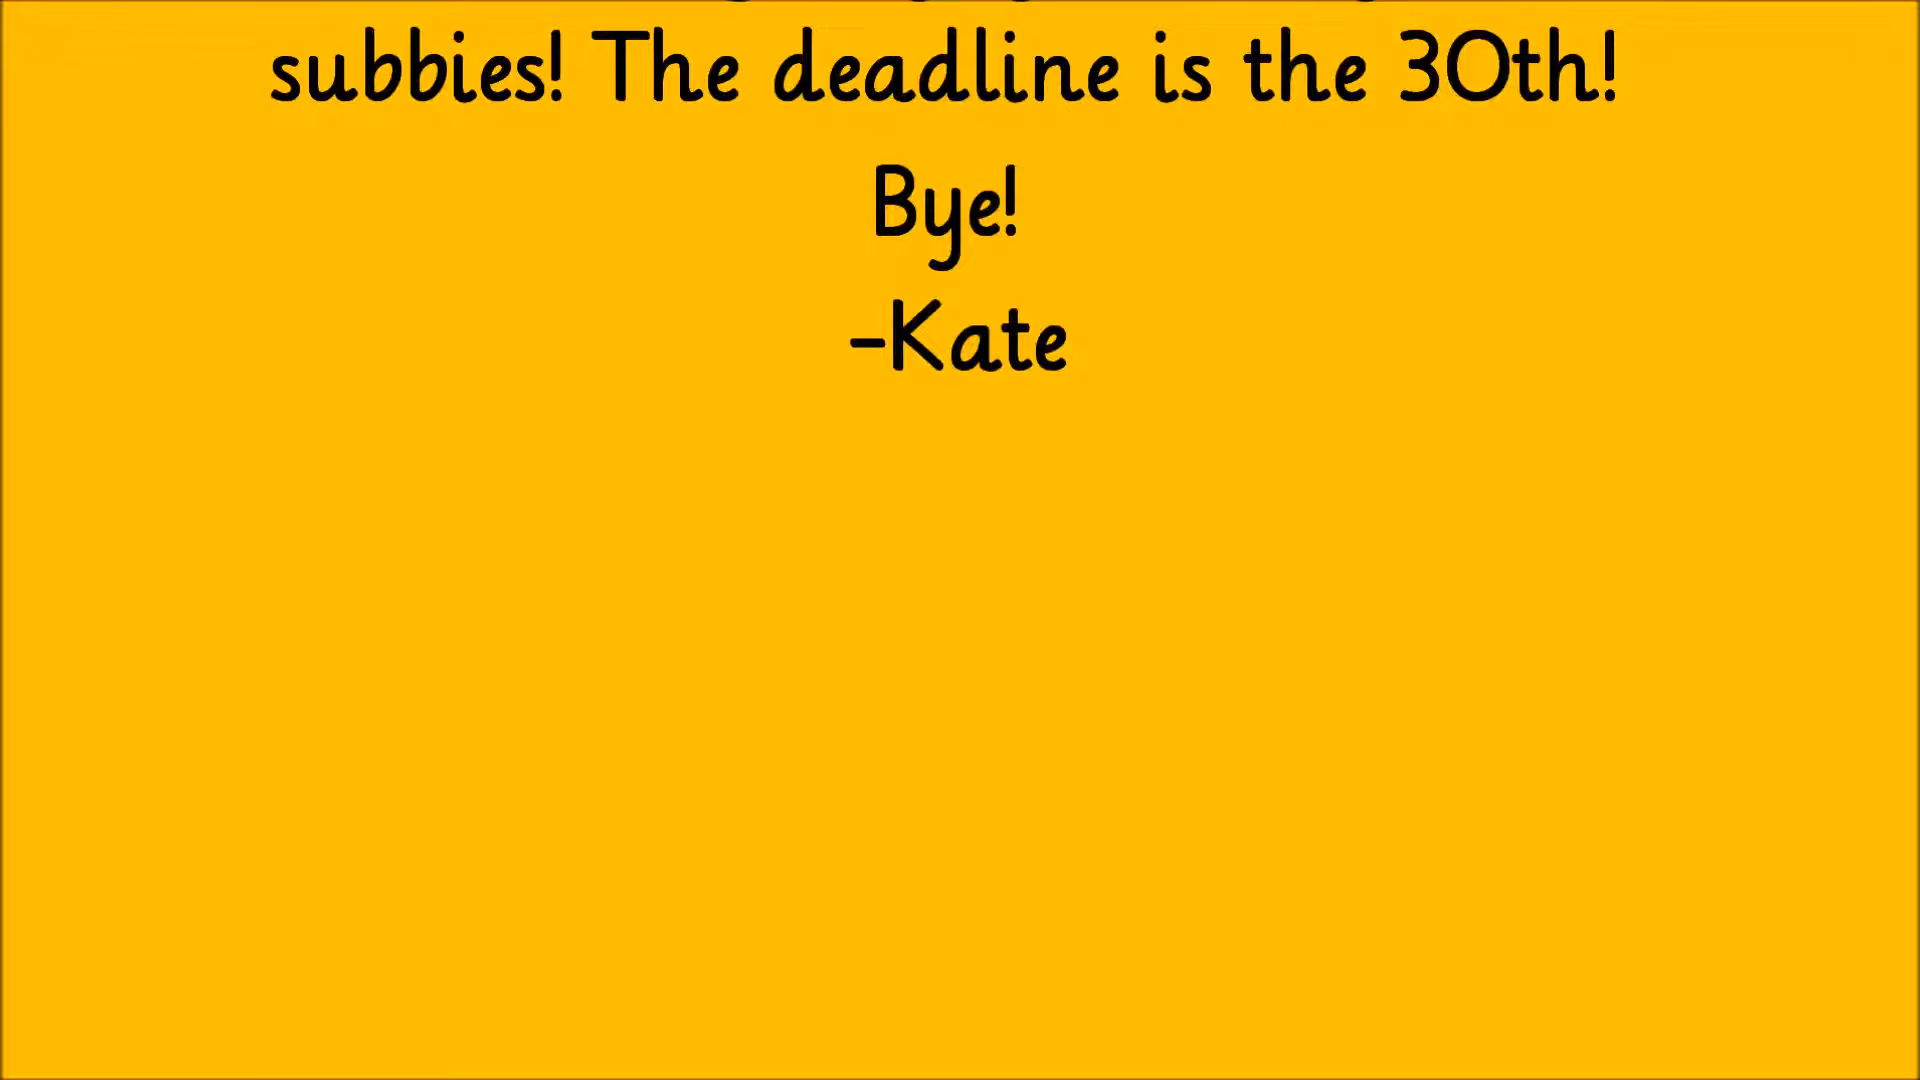 subbies! The deadline is the 30th!
Bye!
-Kate